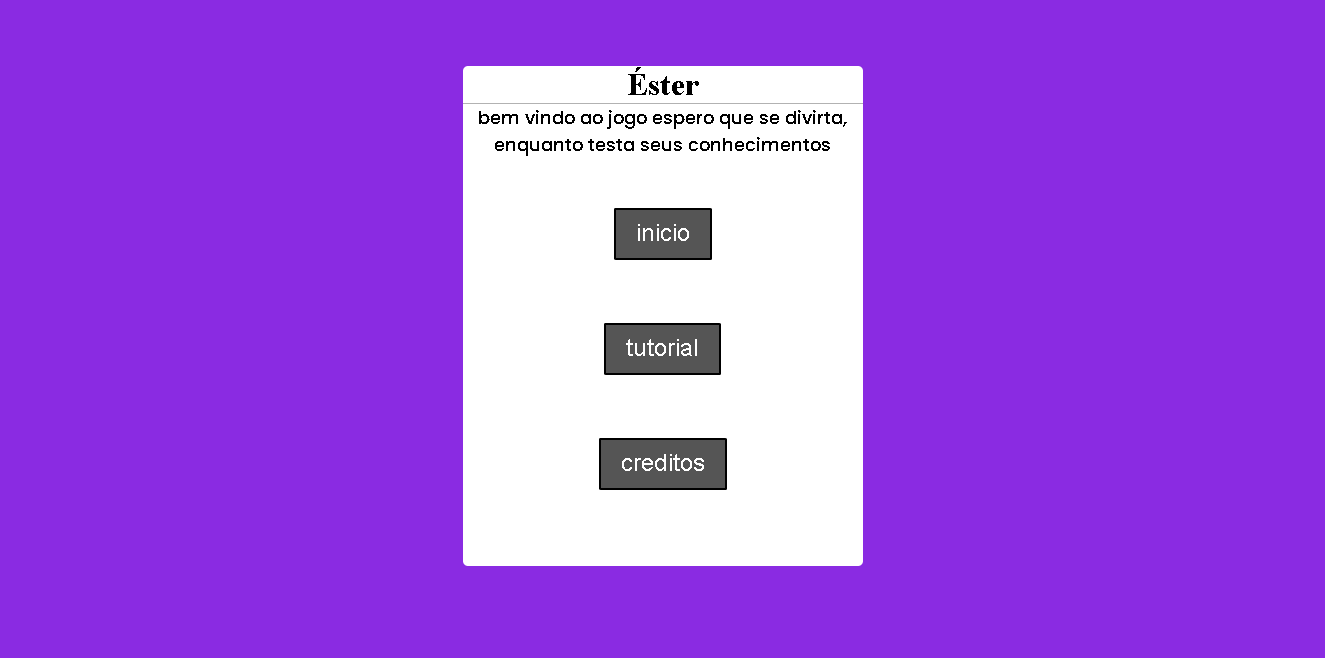 Éster
bem vindo ao jogo espero que se divirta,
enquanto testa seus conhecimentos
inicio
tutorial
creditos